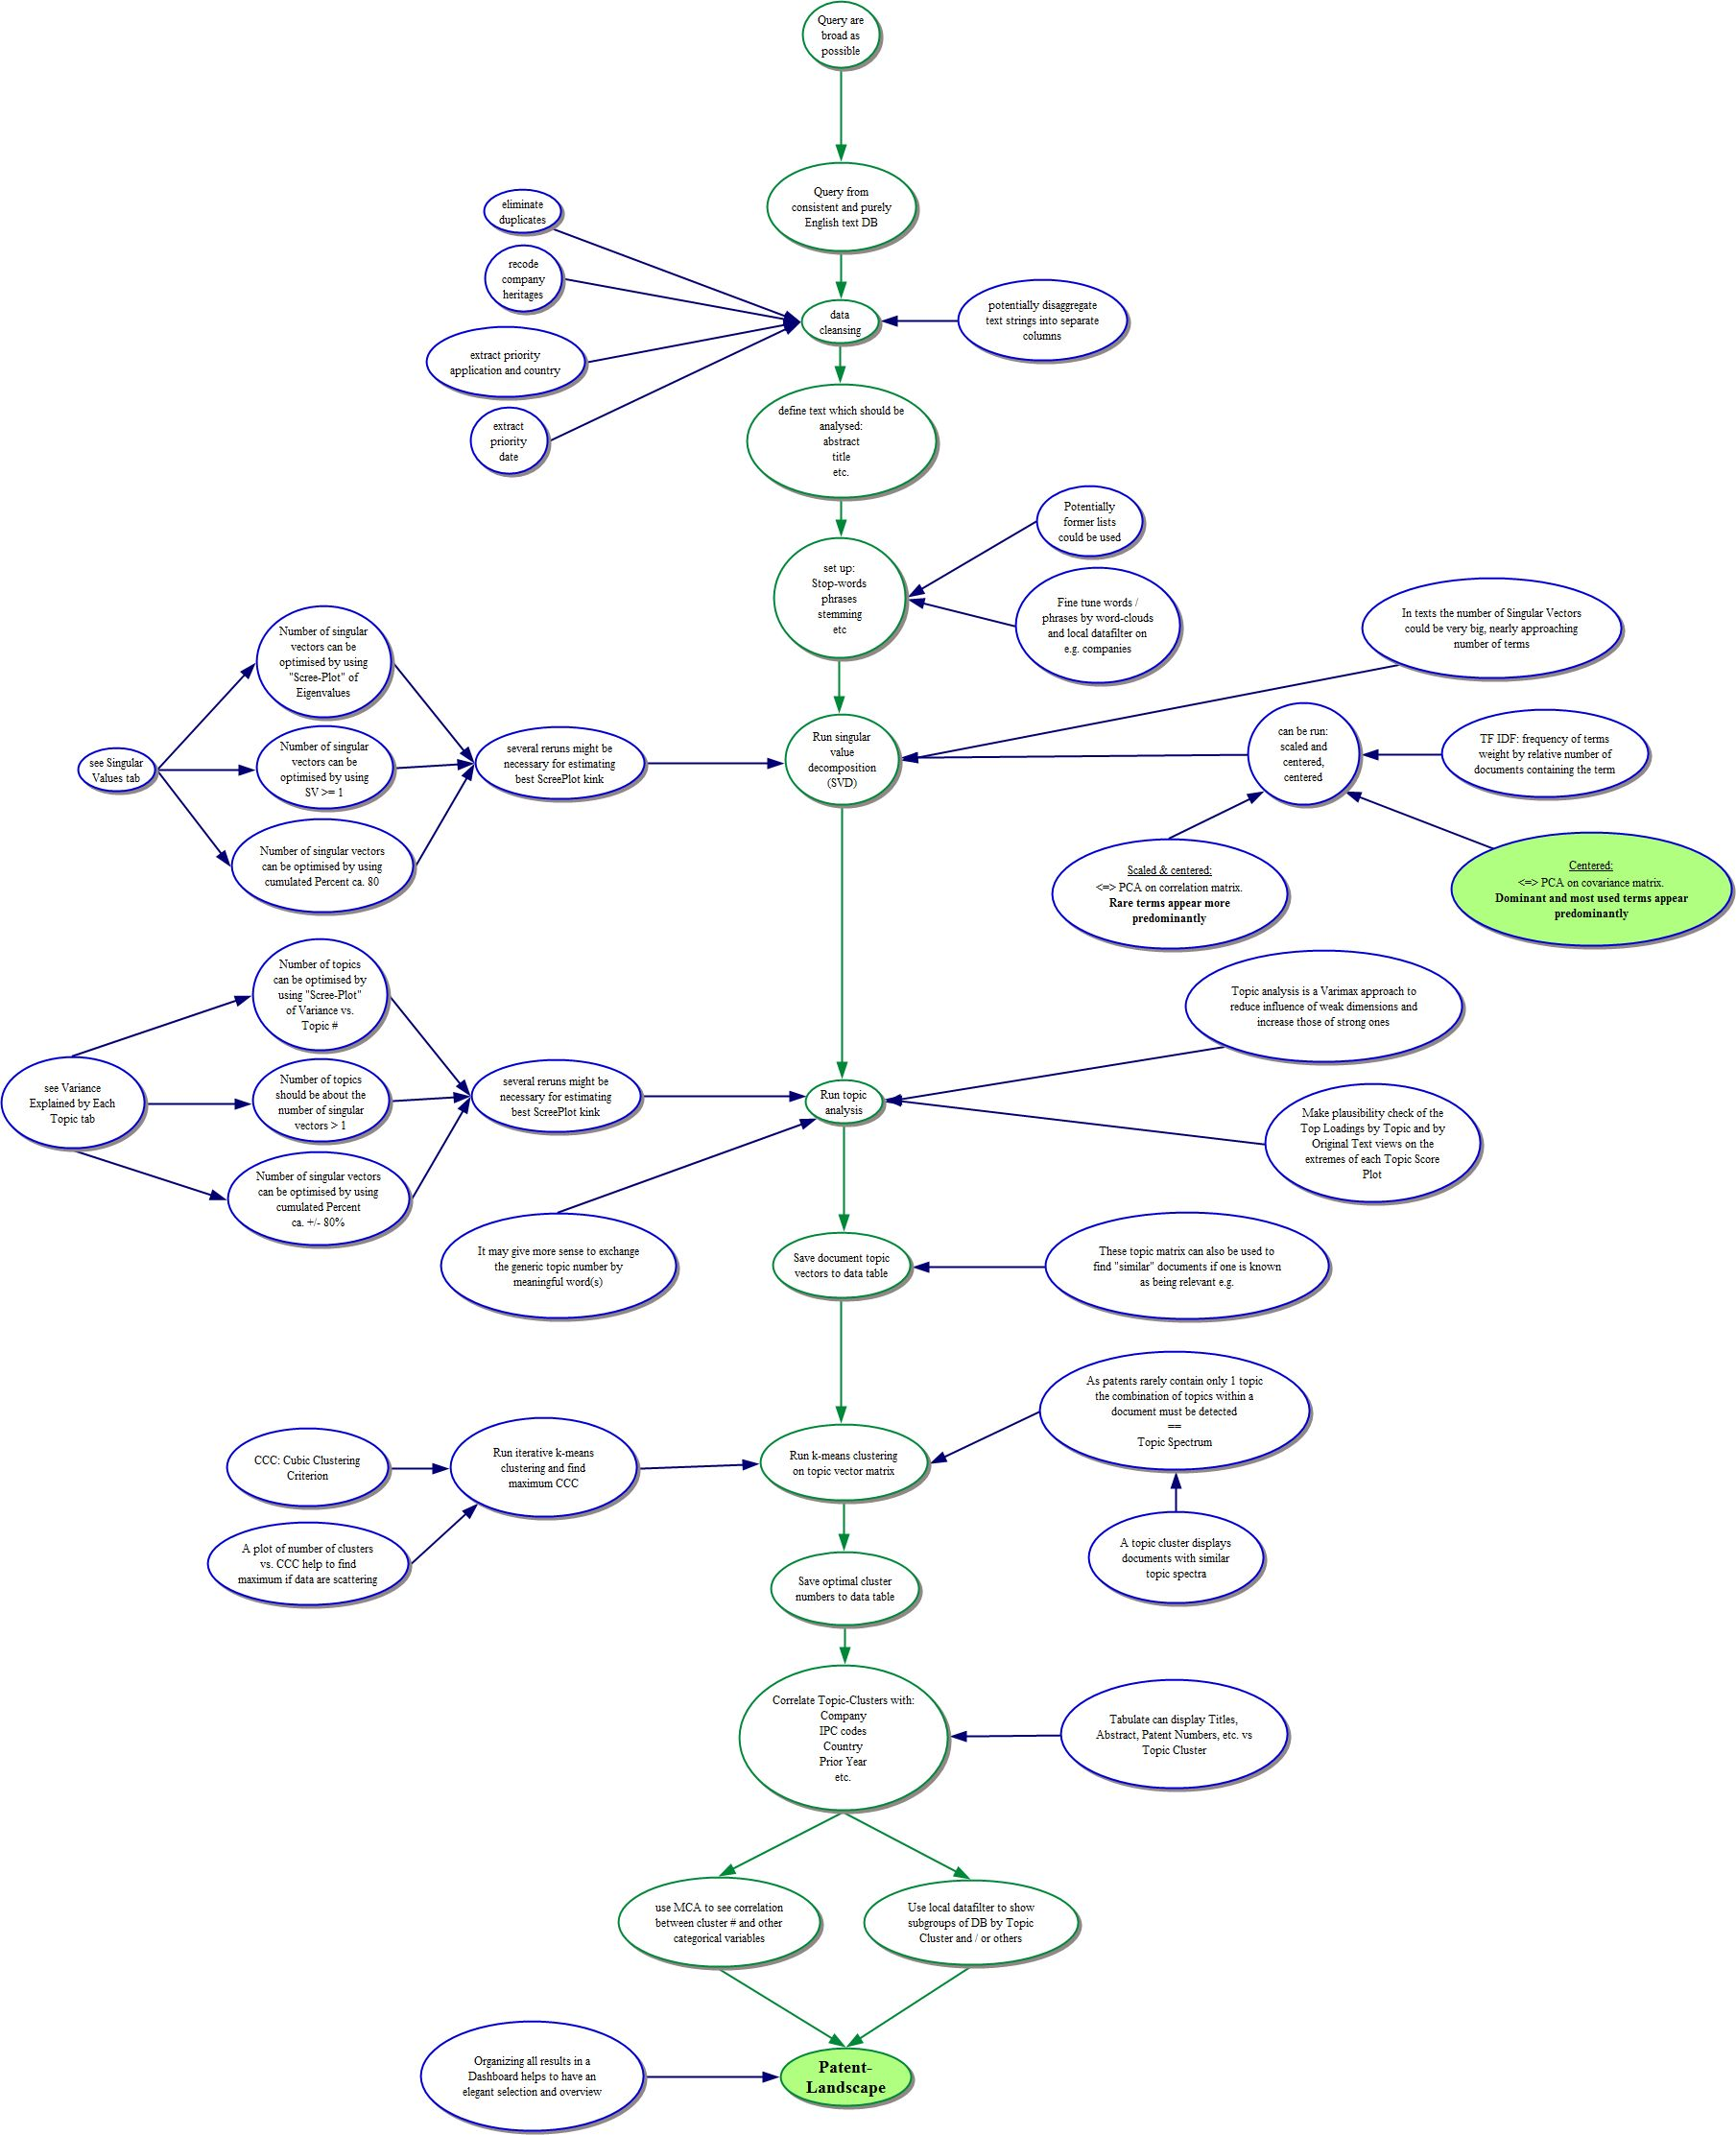 Query are
broad as
possible
Query from
consistent and purely
English text DB
eliminate
duplicates
recode
company
heritages
extract priority
application and country
extract
priority
date
data
cleansing
potentially disaggregate
text strings into separate
columns
define text which should be
analysed:
abstract
title
etc.
Potentially
former lists
could be used
set up:
Stop-words
phrases
stemming
etc
Fine tune words /
phrases by word-clouds
and local datafilter on
e.g. companies
In texts the number of Singular Vectors
could be very big, nearly approaching
number of terms
Number of singular
vectors can be
optimised by using
"Scree-Plot" of
Eigenvalues
see Singular
Values tab
Number of singular
vectors can be
optimised by using
SV >= 1
Number of singular vectors
can be optimised by using
cumulated Percent ca. 80
several reruns might be
necessary for estimating
best ScreePlot kink
Run singular
value
decomposition
(SVD)
can be run:
scaled and
centered,
centered
TF IDF: frequency of terms
weight by relative number of
documents containing the term
Scaled & centered:
<=> PCA on correlation matrix.
Rare terms appear more
predominantly
Centered:
<=> PCA on covariance matrix.
Dominant and most used terms appear
predominantly
Number of topics
can be optimised by
using "Scree-Plot"
of Variance vs.
Topic #
see Variance
Explained by Each
Topic tab
Number of topics
should be about the
number of singular
vectors > 1
Number of singular vectors
can be optimised by using
cumulated Percent
ca. +/- 80%
several reruns might be
necessary for estimating
best ScreePlot kink
Run topic
analysis
Topic analysis is a Varimax approach to
reduce influence of weak dimensions and
increase those of strong ones
Make plausibility check of the
Top Loadings by Topic and by
Original Text views on the
extremes of each Topic Score
Plot
It may give more sense to exchange
the generic topic number by
meaningful word(s)
Save document topic
vectors to data table
These topic matrix can also be used to
find "similar" documents if one is known
as being relevant e.g.
As patents rarely contain only 1 topic
the combination of topics within a
document must be detected
==
Topic Spectrum
CCC: Cubic Clustering
Criterion
Run iterative k-means
clustering and find
maximum CCC
Run k-means clustering
on topic vector matrix
A plot of number of clusters
vs. CCC help to find
maximum if data are scattering
A topic cluster displays
documents with similar
topic spectra
Save optimal cluster
numbers to data table
Correlate Topic-Clusters with:
Company
IPC codes
Country
Prior Year
etc.
Tabulate can display Titles,
Abstract, Patent Numbers, etc. vs
Topic Cluster
use MCA to see correlation
between cluster # and other
categorical variables
Use local datafilter to show
subgroups of DB by Topic
Cluster and / or others
Organizing all results in a
Dashboard helps to have an
elegant selection and overview
Patent-
Landscape